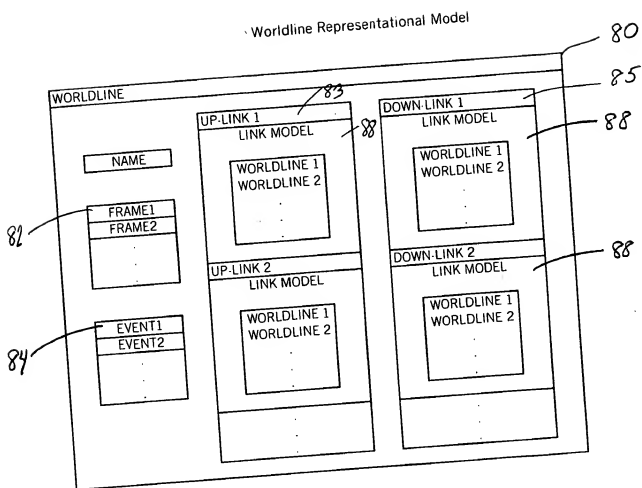 Worldline Representational Model
80
WORLDLINE
NAME
82
FRAME1
FRAME2
84
EVENT1
EVENT2
83
UP-LINK 1
LINK MODEL
88
WORLDLINE 1
WORLDLINE 2
UP-LINK 2
LINK MODEL
WORLDLINE 1
WORLDLINE 2
85
DOWN-LINK 1
LINK MODEL
88
WORLDLINE 1
WORLDLINE 2
DOWN-LINK 2
LINK MODEL
88
WORLDLINE 1
WORLDLINE 2